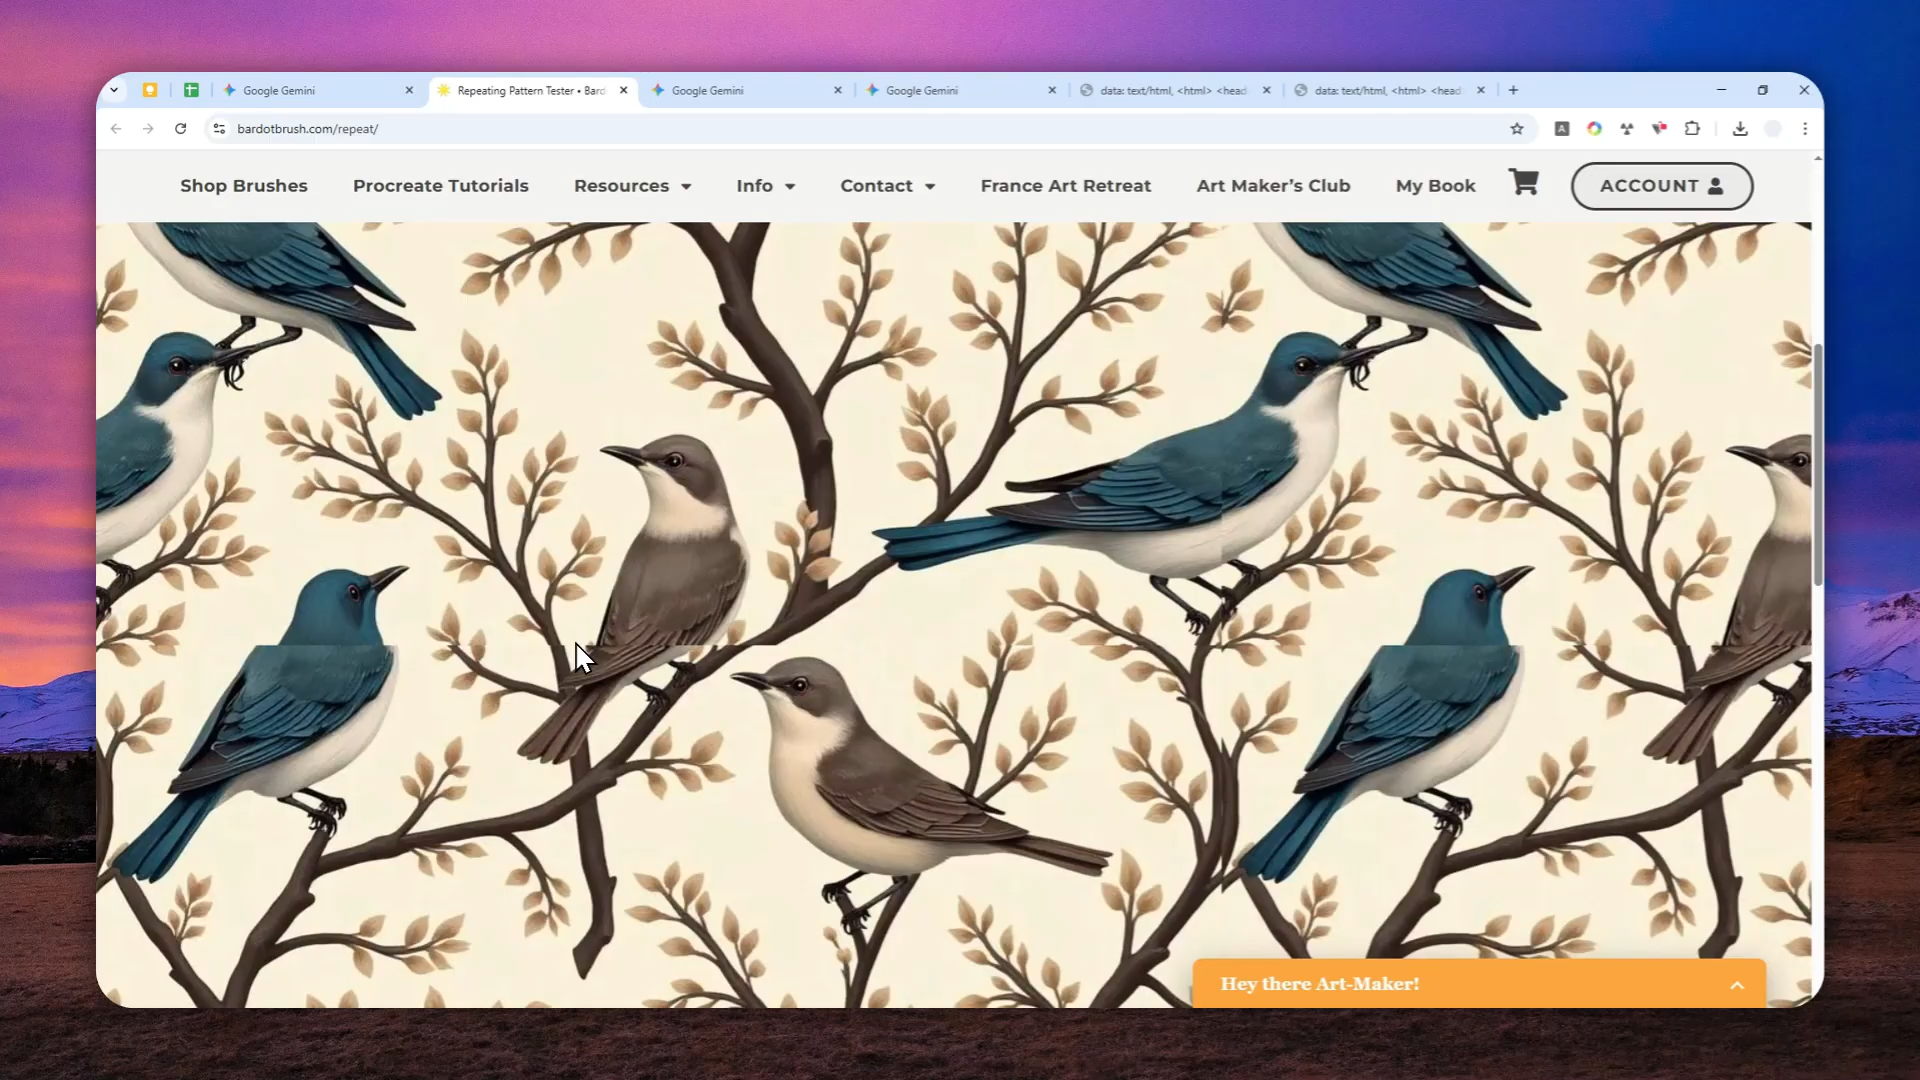 Google Gemini
Repeating Pattern Tester • Bard
Google Gemini
Google Gemini
data: text/html, <html> <head
data: text/html, <html> <head
bardotbrush.com/repeat/
A
Shop Brushes
Procreate Tutorials
Resources
Info
Contact
France Art Retreat
Art Maker's Club
My Book
ACCOUNT
Hey there Art-Maker!